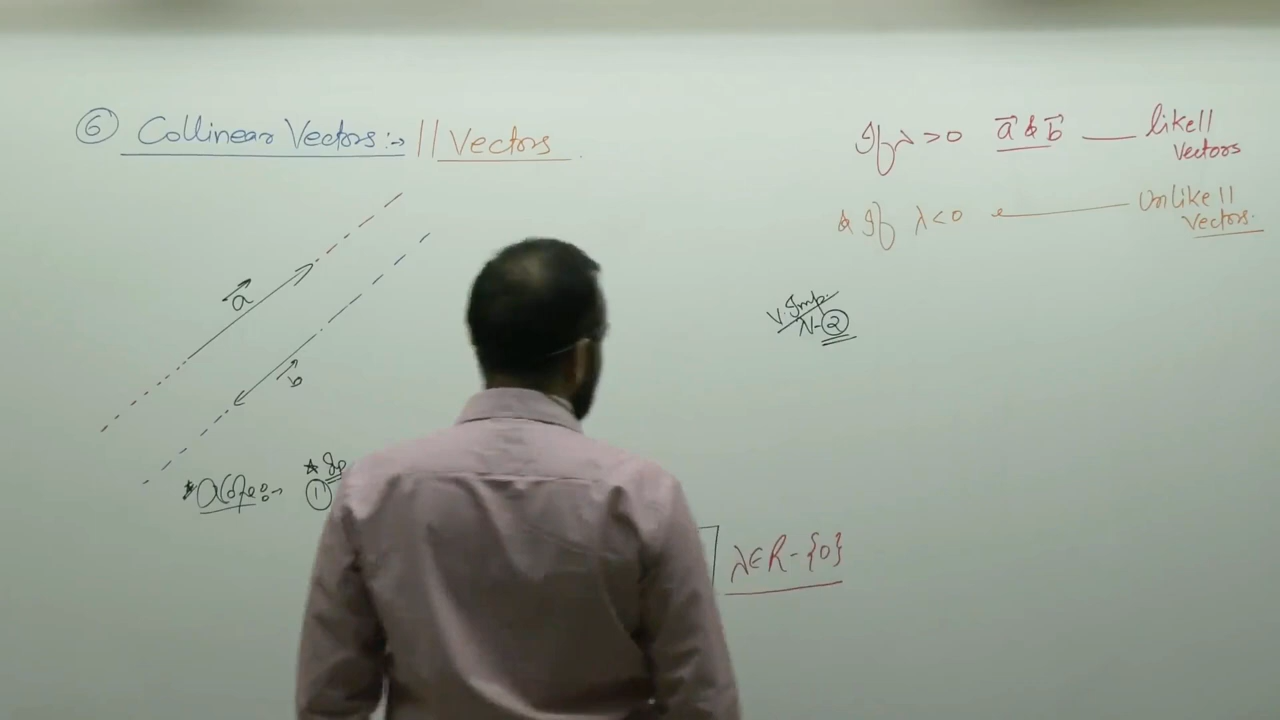 ⑥ Collinear Vectors :→ || Vectors
a⃗
b⃗
①
λ∈R-{0}
If λ>0 a⃗ & b⃗ — like || Vectors
& If λ<0 — Unlike || Vectors.
V. Imp.
N-②